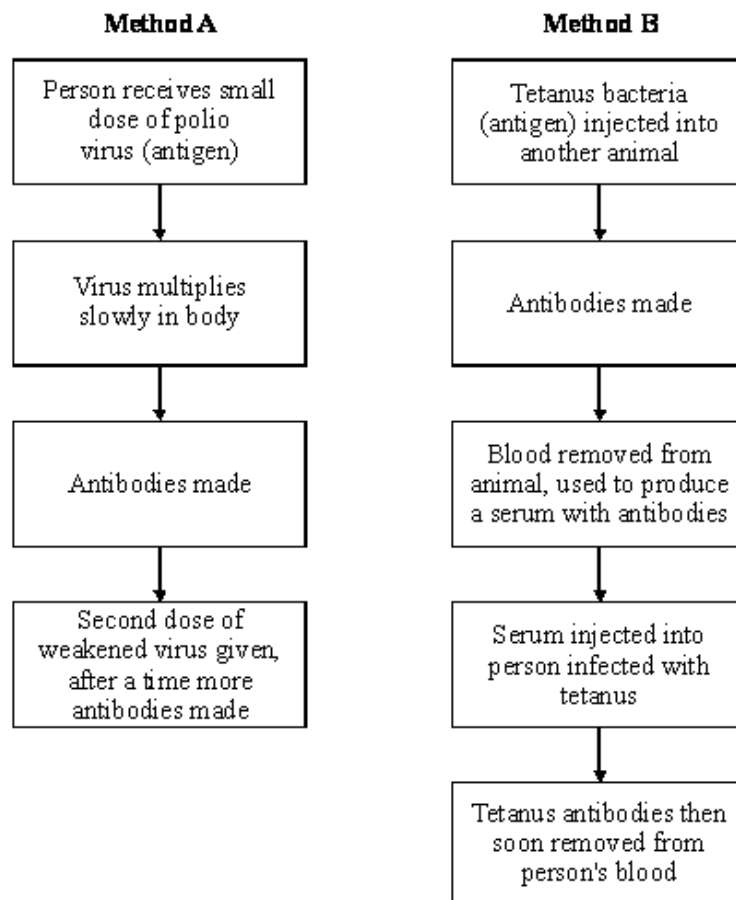 Method A
Person receives small
dose of polio
virus (antigen)
Virus multiplies
slowly in body
Antibodies made
Second dose of
weakened virus given,
after a time more
antibodies made
Method B
Tetanus bacteria
(antigen) injected into
another animal
Antibodies made
Blood removed from
animal, used to produce
a serum with antibodies
Serum injected into
person infected with
tetanus
Tetanus antibodies then
soon removed from
person's blood